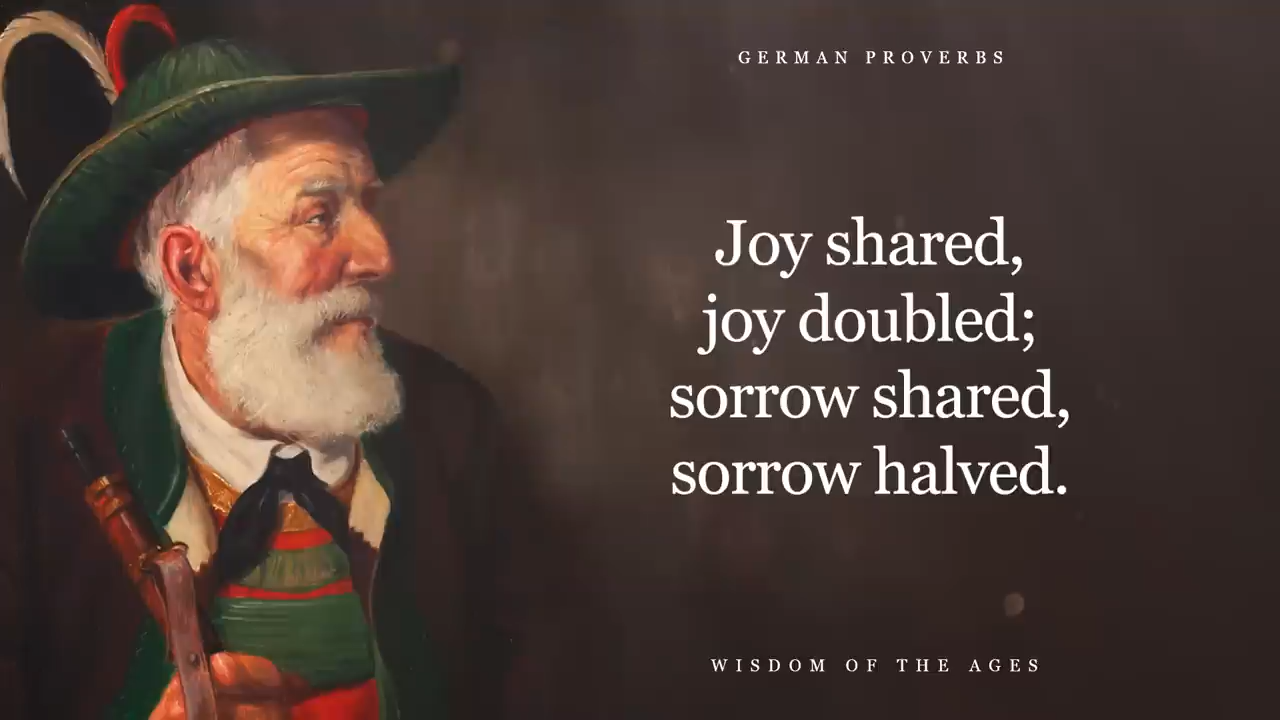 GERMAN PROVERBS
Joy shared,
joy doubled;
sorrow shared,
sorrow halved.
WISDOM OF THE AGES